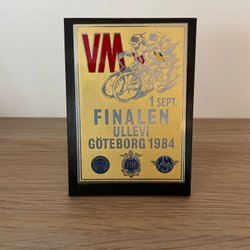 VM
1 SEPT.
FINALEN
ULLEVI
GÖTEBORG 1984